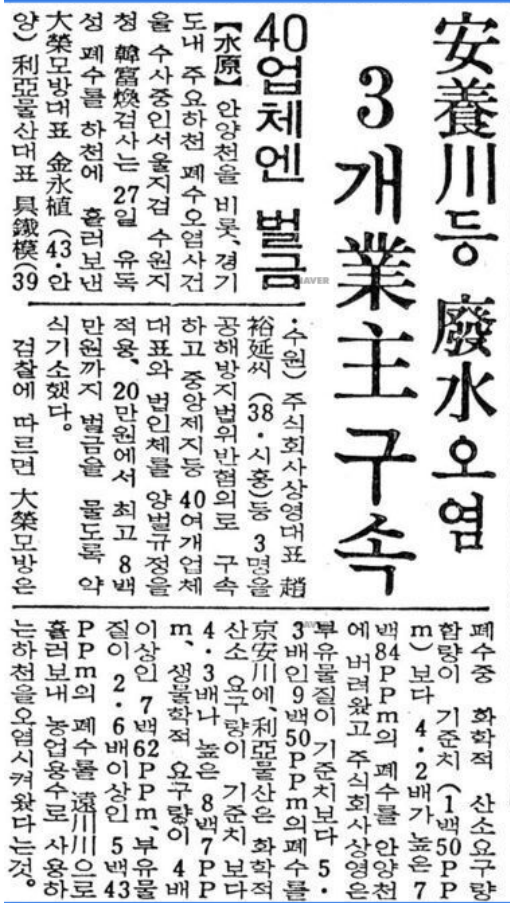 安養川등 廢水오염
3개業主구속
40업체엔 벌금
【水原】 안양천을 비롯, 경기
도내 주요하천 폐수오염사건
을 수사중인서울지검 수원지
청 韓富煥검사는 27일 유독
성 폐수를 하천에 흘러보낸
大榮모방대표 金永植 (43·안
양) 利亞물산대표 具鐵模 (39
·수원) 주식회사상영대표 趙
裕延씨 (38·시흥)등 3명을
공해방지법위반혐의로 구속
하고 중앙제지등 40여개업체
대표와 법인체를 양벌규정을
적용, 20만원에서 최고 8백
만원까지 벌금을 물도록 약
식기소했다。
검찰에 따르면 大榮모방은
폐수중 화학적 산소요구량
함량이 기준치 (1백50PP
m) 보다 4·2배가 높은 7
백84PPm의 폐수를 안양천
에 버려왔고 주식회사상영은
부유물질이 기준치보다 5·
3배인9백50PPm의폐수를
京安川에, 利亞물산은 화학적
산소 요구량이 기준치 보다
4·3배나 높은 8백7PP
m、생물학적 요구량이 4배
이상인 7백62PPm、부유물
질이 2·6배이상인 5백43
PPm의 폐수를 遠川川으로
흘러보내 농업용수로 사용하
는하천을오염시켜왔다는것。
NAVER
NAVER